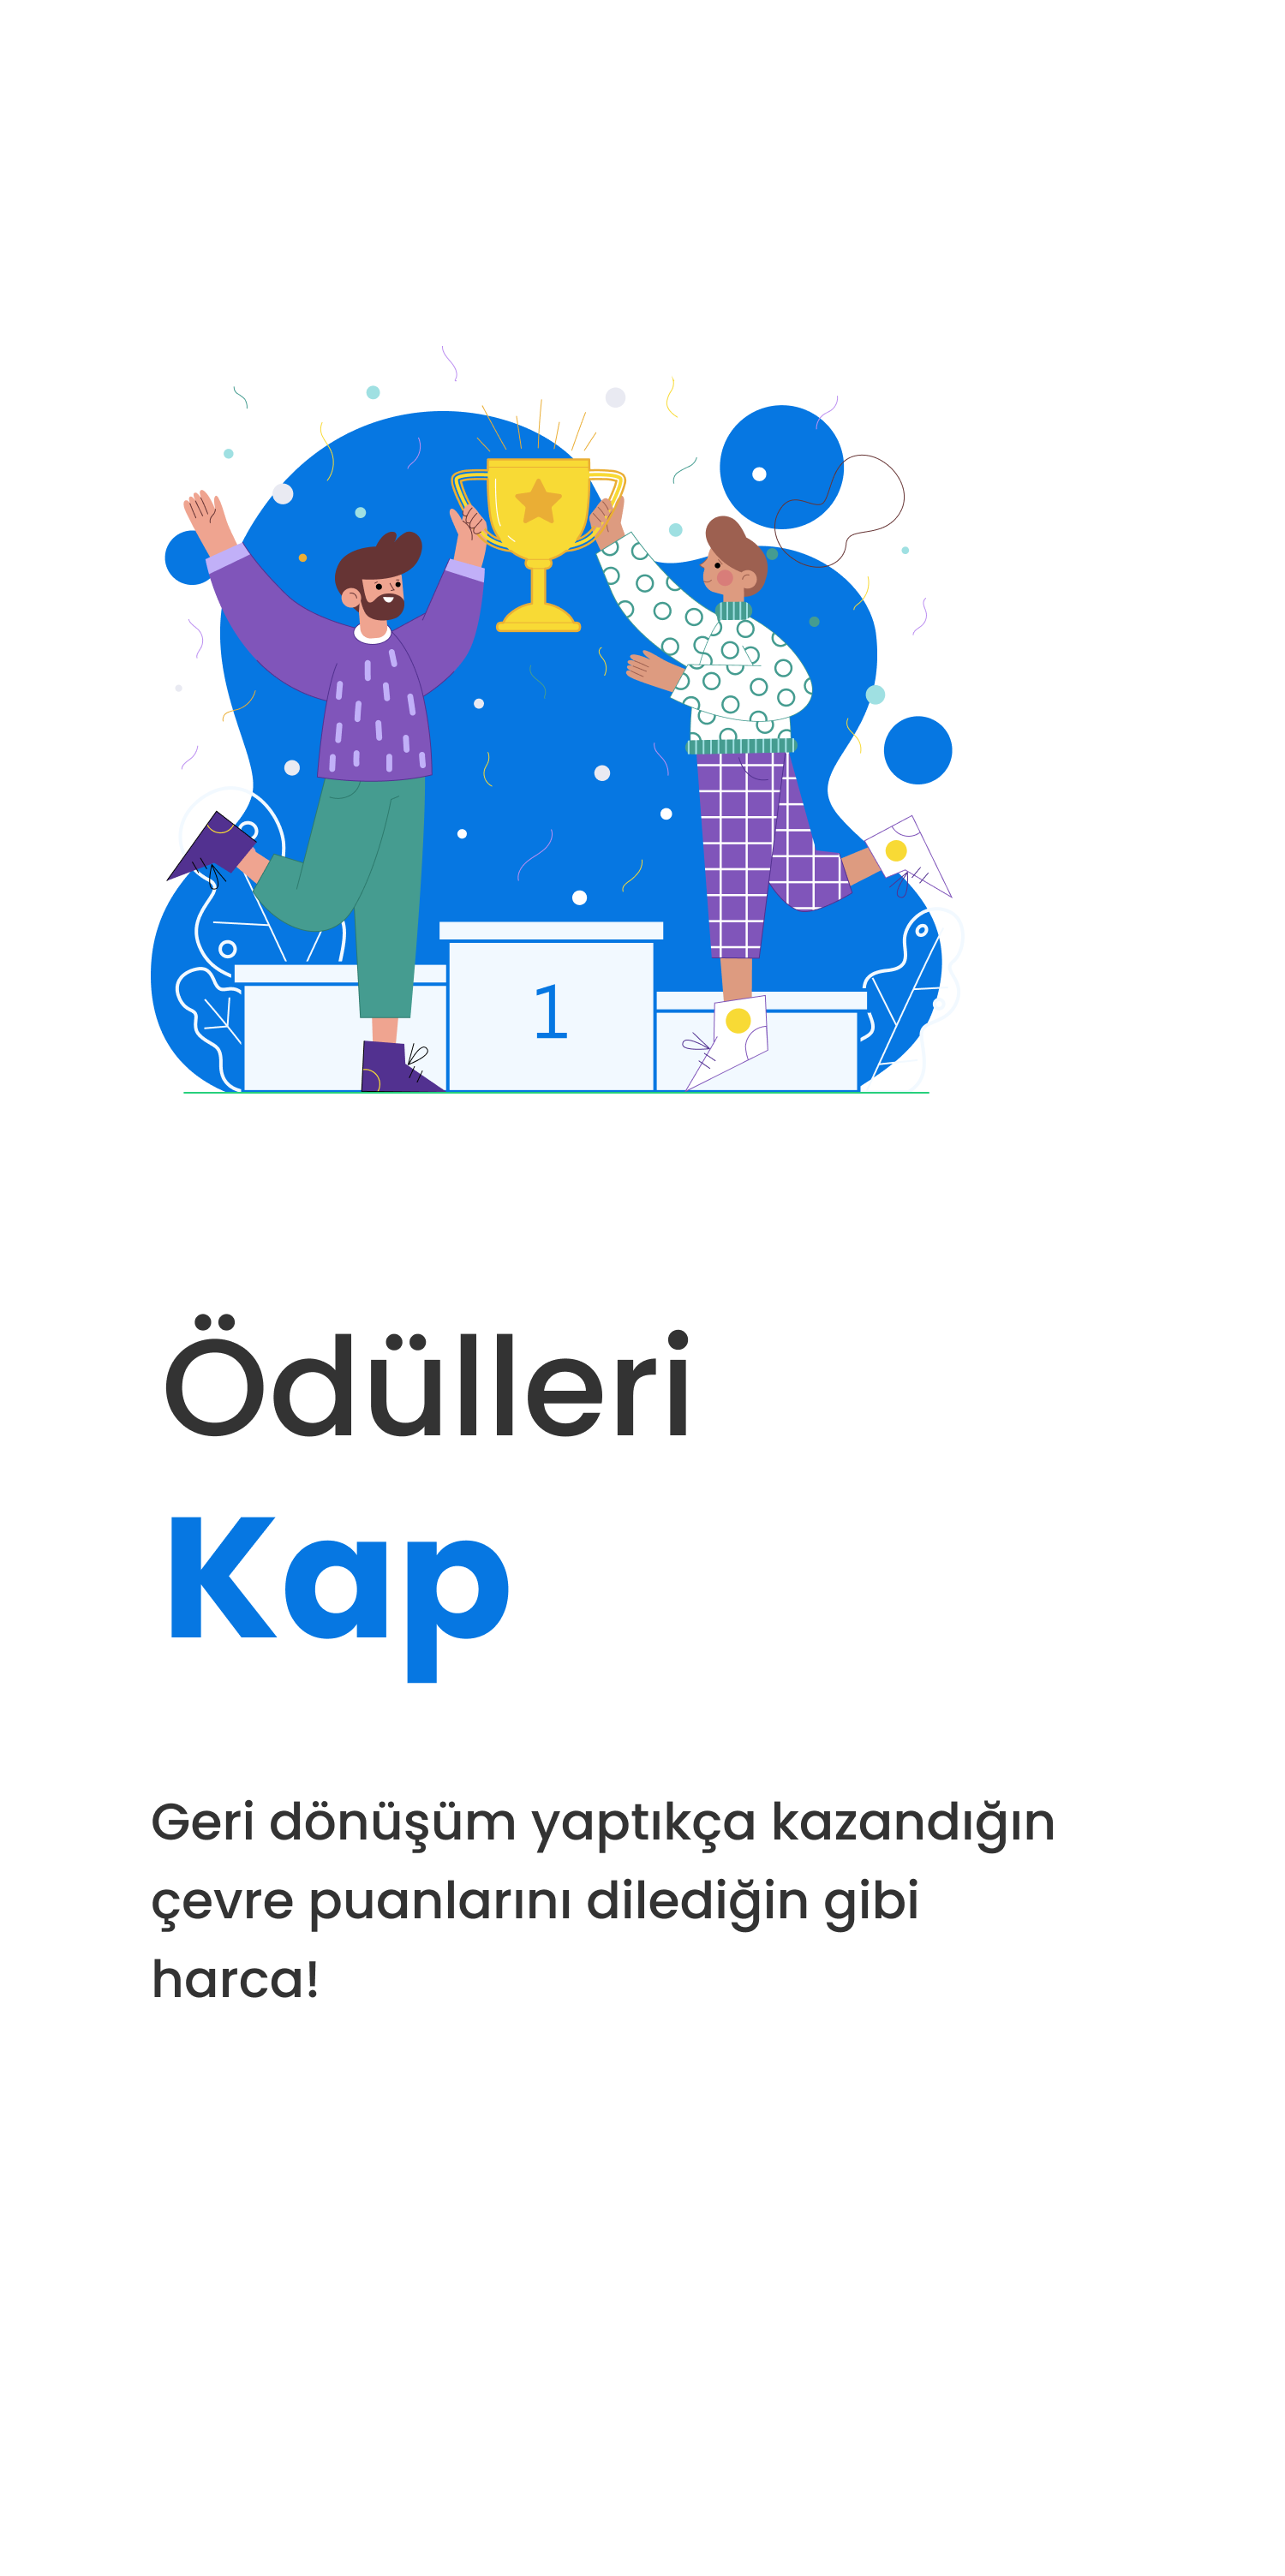 1
Ödülleri
Kap
Geri dönüşüm yaptıkça kazandığın
çevre puanlarını dilediğin gibi
harca!